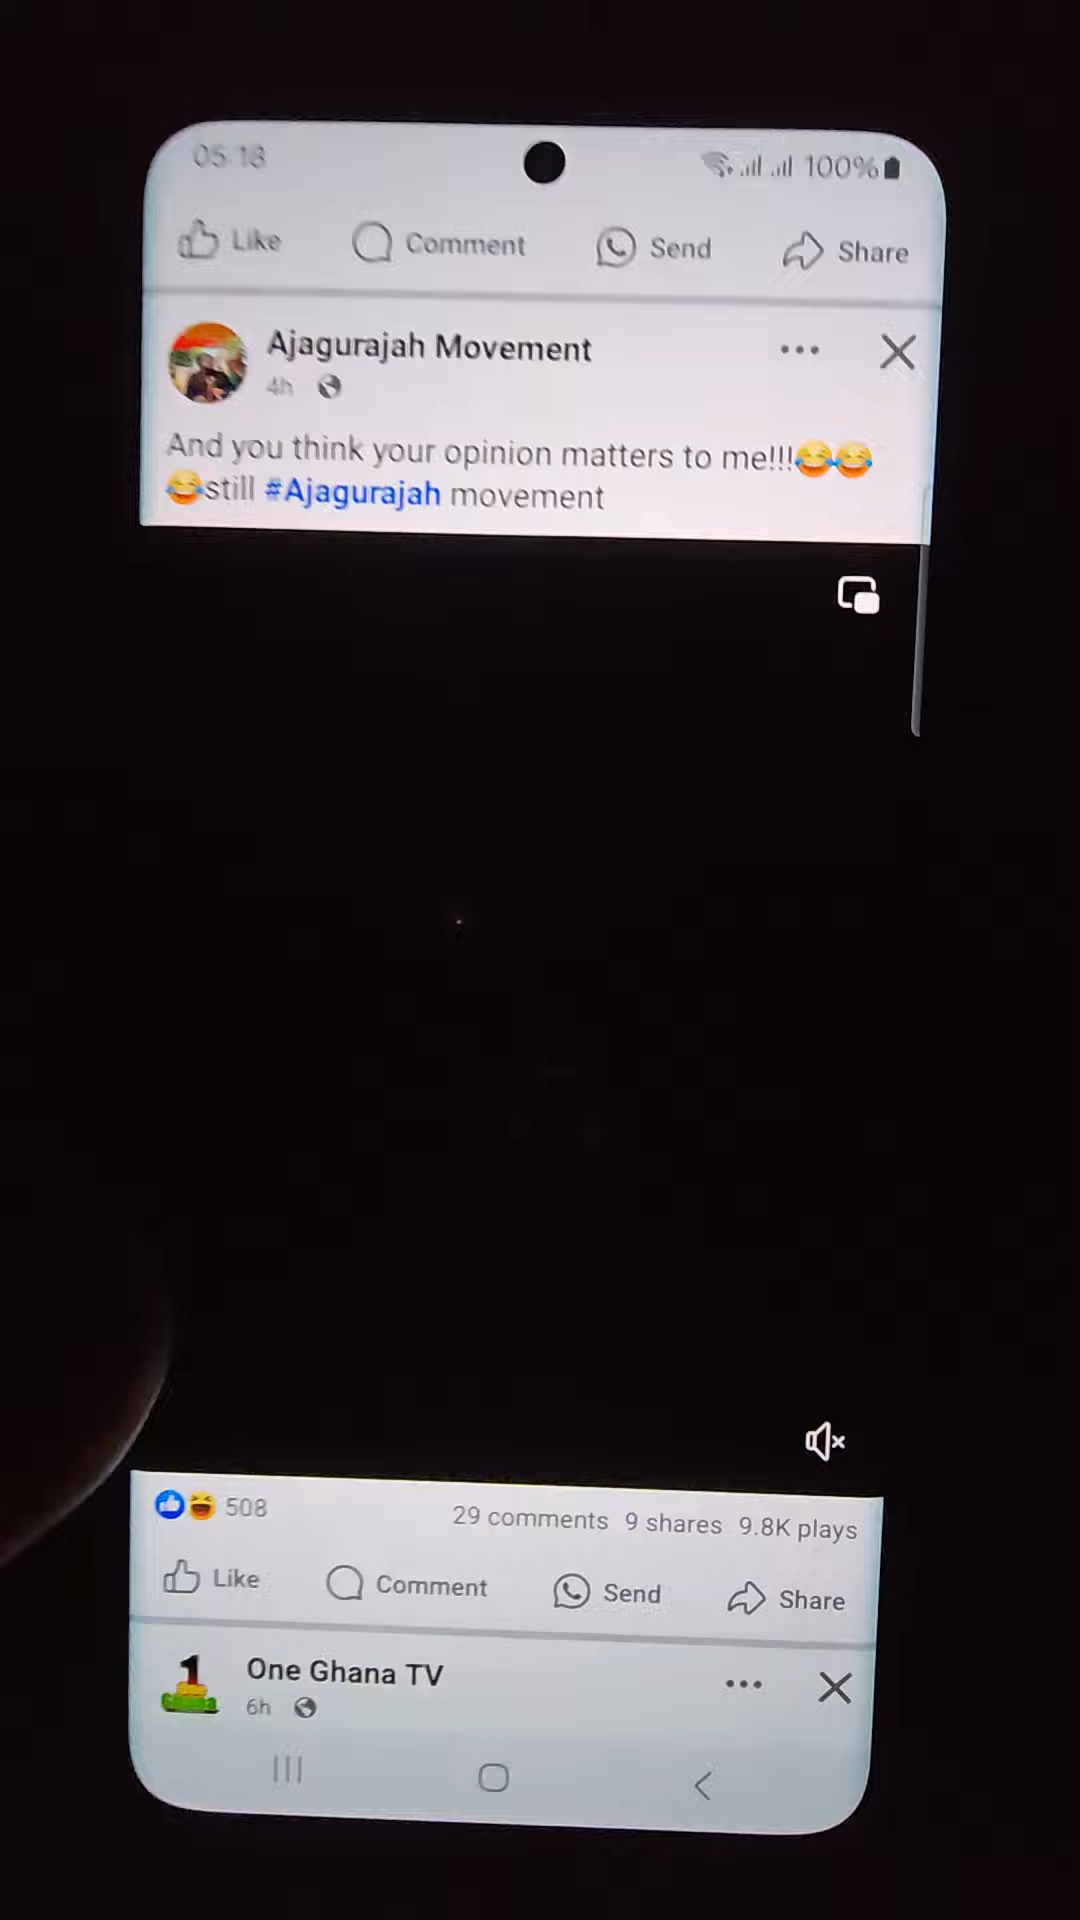 05:18 100%
Like Comment Send Share
Ajagurajah Movement
4h
And you think your opinion matters to me!!!😂😂
😂still #Ajagurajah movement
508 29 comments 9 shares 9.8K plays
Like Comment Send Share
1 One Ghana TV
6h